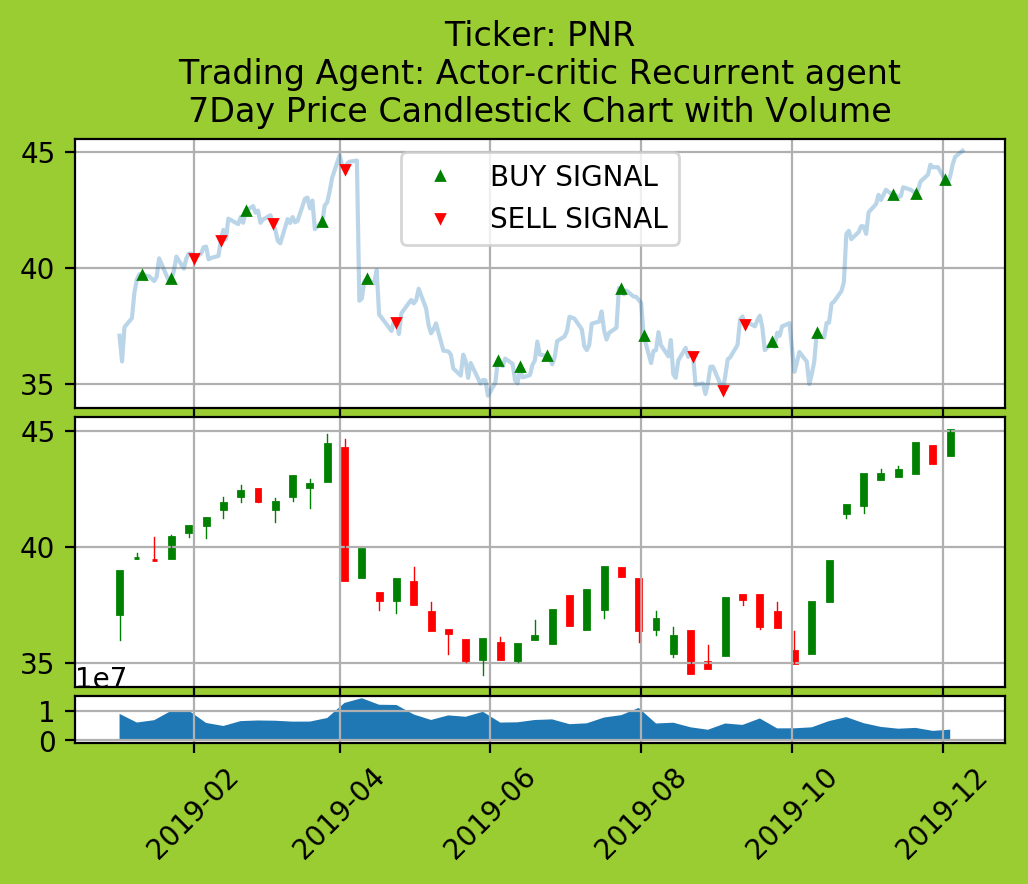 Ticker: PNR
Trading Agent: Actor-critic Recurrent agent
7Day Price Candlestick Chart with Volume
45
40
35
BUY SIGNAL
SELL SIGNAL
45
40
35
1e7
1
0
2019-02
2019-04
2019-06
2019-08
2019-10
2019-12